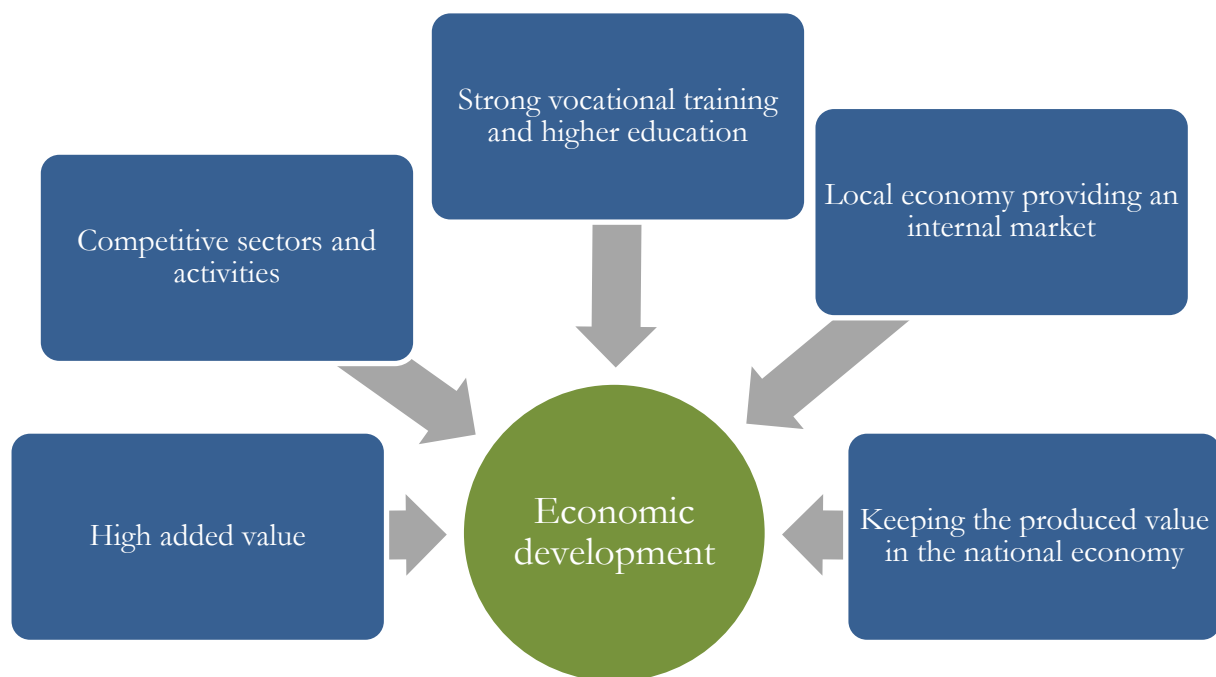 Strong vocational training
and higher education
Local economy providing an
internal market
Competitive sectors and
activities
High added value
Economic
development
Keeping the produced value
in the national economy